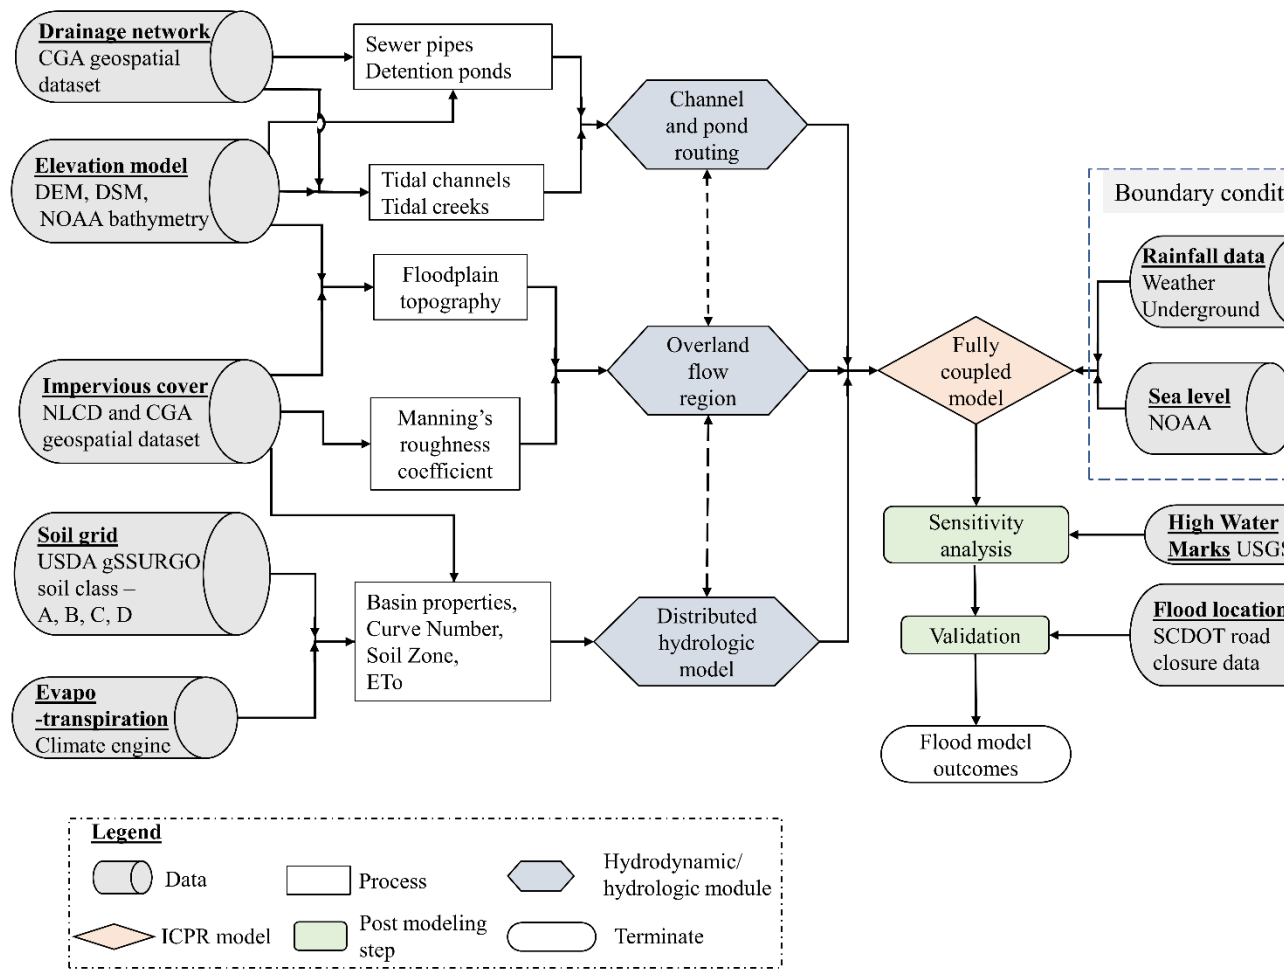 Drainage network
CGA geospatial
dataset
Sewer pipes
Detention ponds
Channel
and pond
routing
Elevation model
DEM, DSM,
NOAA bathymetry
Tidal channels
Tidal creeks
Boundary condit
Floodplain
topography
Rainfall data
Weather
Underground
Overland
flow
region
Fully
coupled
model
Impervious cover
NLCD and CGA
geospatial dataset
Manning's
roughness
coefficient
Sea level
NOAA
Soil grid
USDA gSSURGO
soil class –
A, B, C, D
Sensitivity
analysis
High Water
Marks USGS
Basin properties,
Curve Number,
Soil Zone,
ETo
Distributed
hydrologic
model
Validation
Flood location
SCDOT road
closure data
Evapo
-transpiration
Climate engine
Flood model
outcomes
Legend
Data
Process
Hydrodynamic/
hydrologic module
ICPR model
Post modeling
step
Terminate